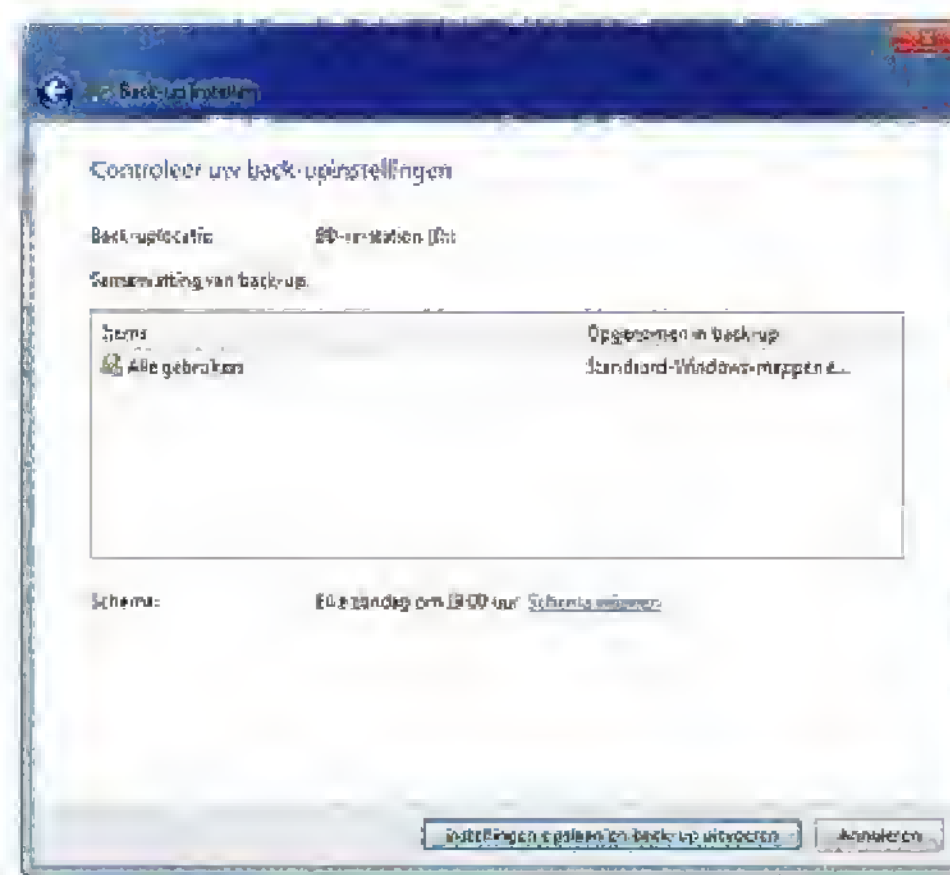 Back-up instellen
Controleer uw back-upinstellingen
Back-uplocatie:
Samenvatting van back-up:
Items
Opgenomen in back-up
Alle gebruikers
Standaard-Windows-mappen e...
Schema:
Elke zondag om 19:00 uur Schema wijzigen
Instellingen opslaan en back-up uitvoeren
Annuleren